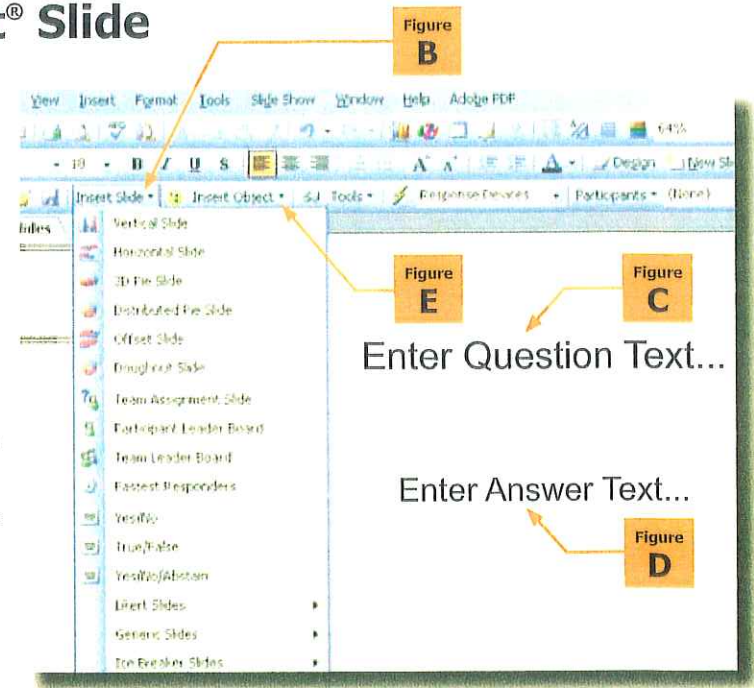 t® Slide
Figure
B
View Insert Format Tools Slide Show Window Help Adobe PDF
64%
18 B I U S A A A Design New Sl
Insert Slide Insert Object Tools Response Devices Participants (None)
lides
Vertical Slide
Horizontal Slide
3D Pie Slide
Distributed Pie Slide
Offset Slide
Doughnut Slide
Team Assignment Slide
Participant Leader Board
Team Leader Board
Fastest Responders
Yes/No
True/False
Yes/No/Abstain
Likert Slides
Generic Slides
Ice Breaker Slides
Figure
E
Figure
C
Enter Question Text...
Enter Answer Text...
Figure
D